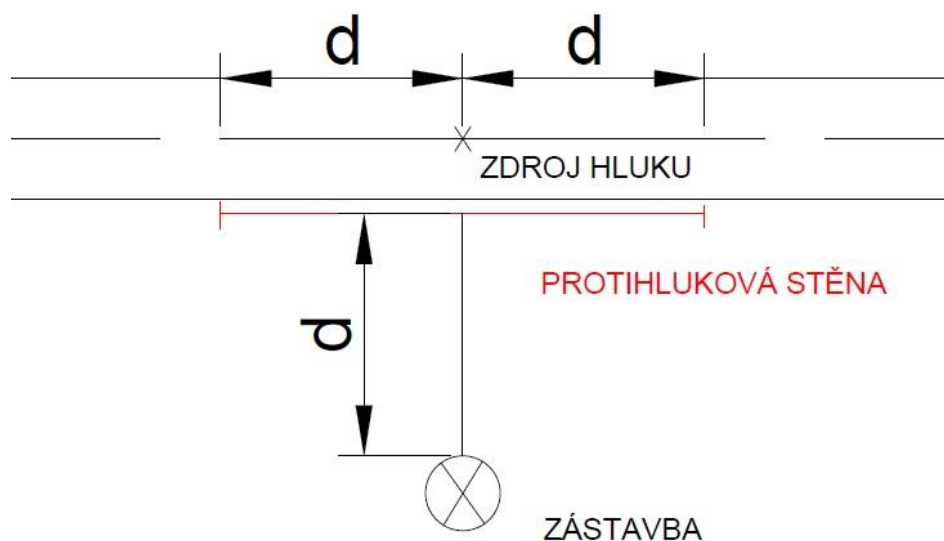 d d
ZDROJ HLUKU
PROTIHLUKOVÁ STĚNA
d
ZÁSTAVBA